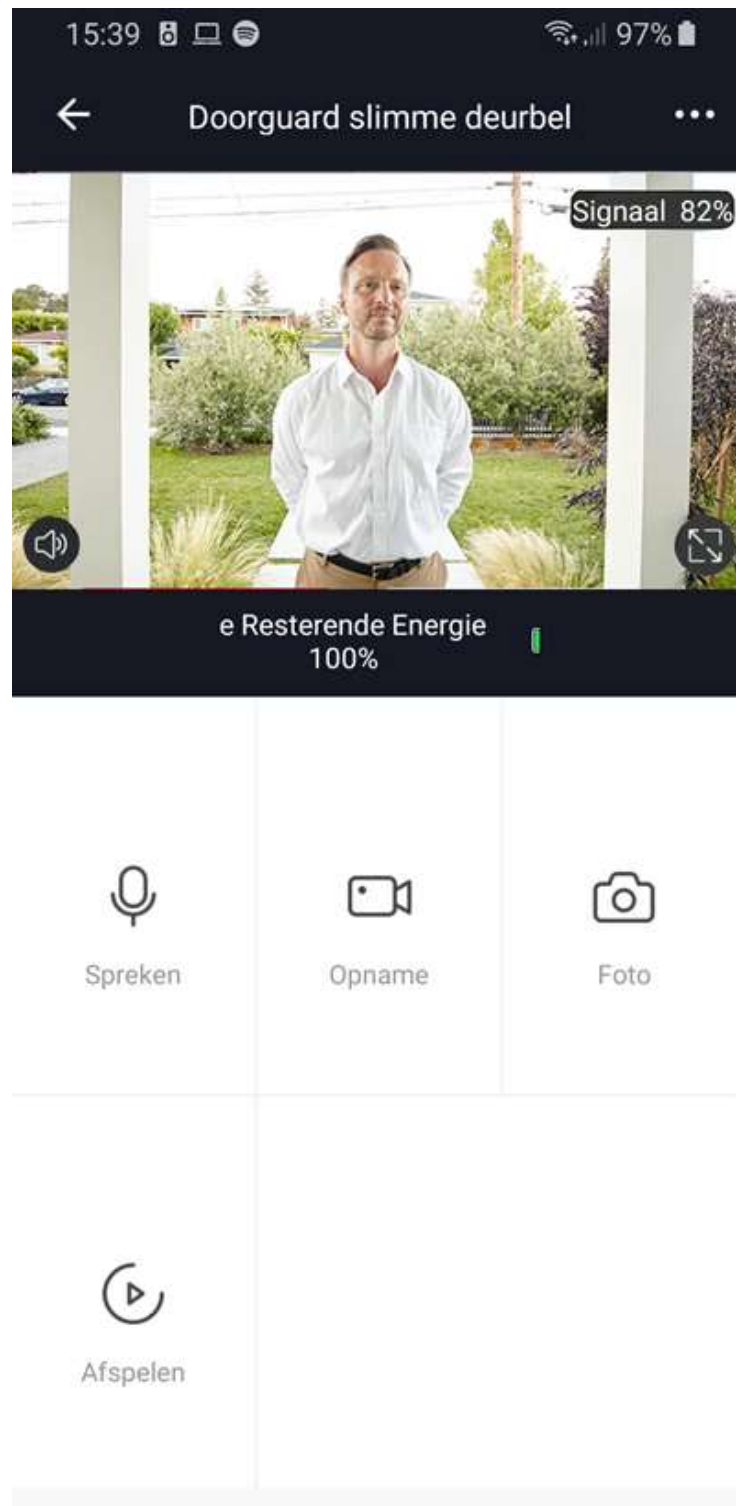 15:39 97%
Doorguard slimme deurbel
Signaal 82%
e Resterende Energie
100%
Spreken Opname Foto
Afspelen